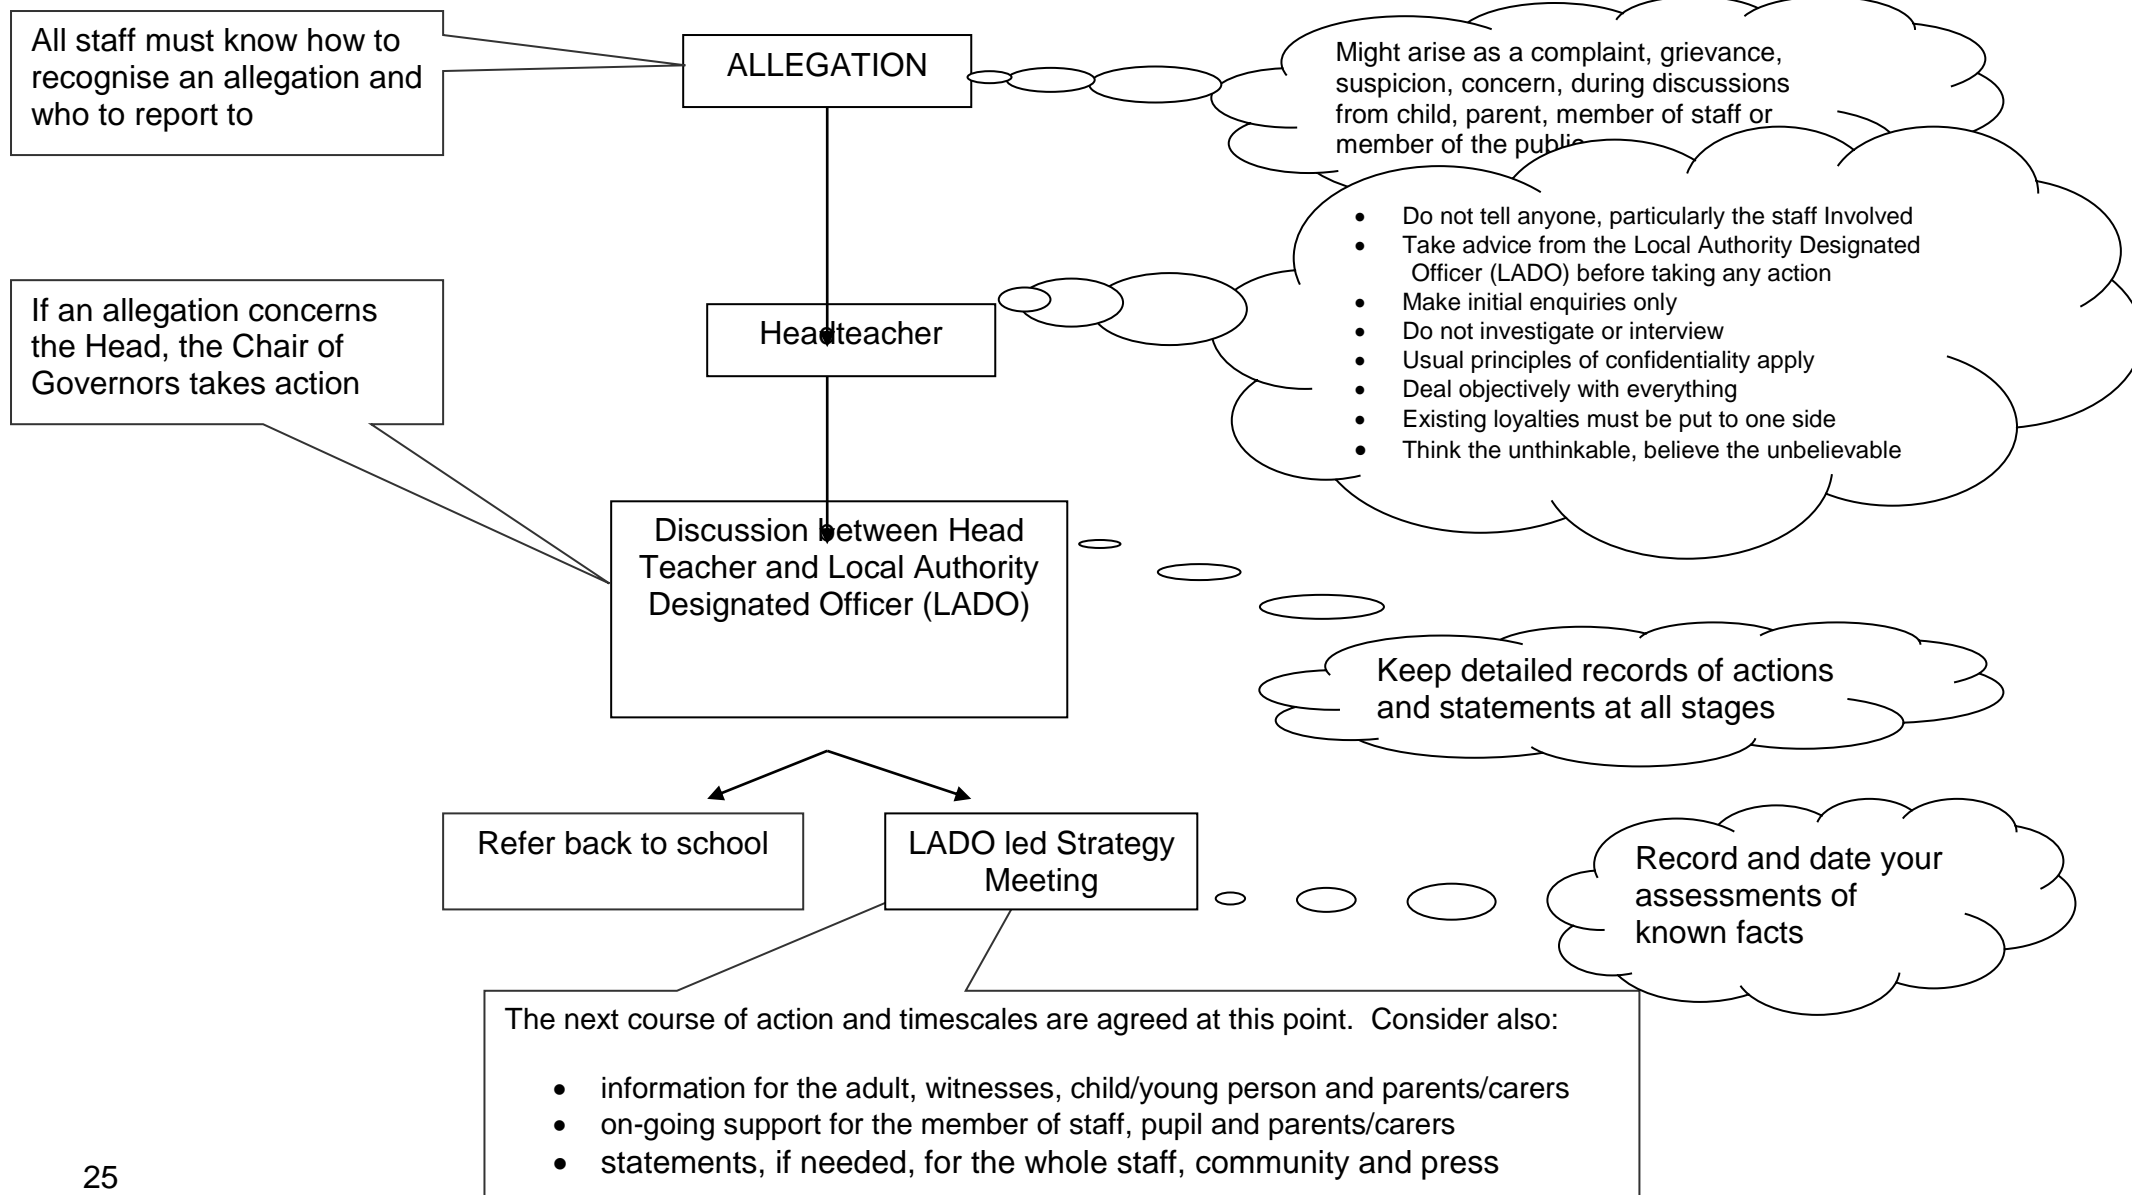 All staff must know how to
recognise an allegation and
who to report to
ALLEGATION
Might arise as a complaint, grievance,
suspicion, concern, during discussions
from child, parent, member of staff or
member of the public
• Do not tell anyone, particularly the staff Involved
• Take advice from the Local Authority Designated
Officer (LADO) before taking any action
• Make initial enquiries only
• Do not investigate or interview
• Usual principles of confidentiality apply
• Deal objectively with everything
• Existing loyalties must be put to one side
• Think the unthinkable, believe the unbelievable
If an allegation concerns
the Head, the Chair of
Governors takes action
Headteacher
Discussion between Head
Teacher and Local Authority
Designated Officer (LADO)
Keep detailed records of actions
and statements at all stages
Refer back to school
LADO led Strategy
Meeting
Record and date your
assessments of
known facts
The next course of action and timescales are agreed at this point.  Consider also:
• information for the adult, witnesses, child/young person and parents/carers
• on-going support for the member of staff, pupil and parents/carers
• statements, if needed, for the whole staff, community and press
25